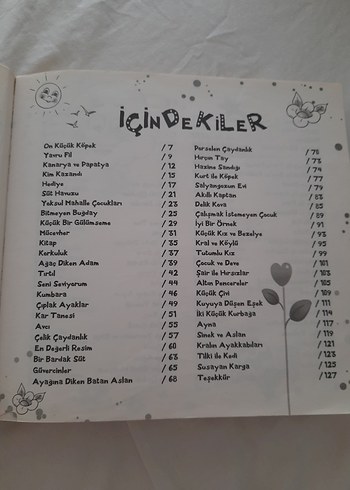 İÇİNDEKİLER
On Küçük Köpek / 7
Yavru Fil / 9
Kanarya ve Papatya / 12
Kim Kazandı / 15
Hediye / 17
Süt Havuzu / 21
Yoksul Mahalle Çocukları / 23
Bitmeyen Buğday / 25
Küçük Bir Gülümseme / 29
Mücevher / 31
Kitap / 35
Korkuluk / 37
Ağaç Diken Adam / 39
Tırtıl / 42
Seni Seviyorum / 44
Kumbara / 46
Çıplak Ayaklar / 49
Kar Tanesi / 51
Avcı / 55
Çelik Çaydanlık / 57
En Değerli Resim / 60
Bir Bardak Süt / 63
Güvercinler / 65
Ayağına Diken Batan Aslan / 68
Porselen Çaydanlık / 70
Hırsın Tay / 73
Hazine Sandığı / 74
Kurt ile Köpek / 77
Salyangozun Evi / 79
Akıllı Kaptan / 83
Delik Kova / 85
Çalışmak İstemeyen Çocuk / 89
İyi Bir Örnek / 91
Küçük Kız ve Bezelye / 93
Kral ve Köylü / 95
Tutumlu Kız / 99
Çocuk ve Deve / 101
Şair ile Hırsızlar / 103
Altın Pencereler / 105
Küçük Çivi / 109
Kuyuya Düşen Eşek / 111
İki Küçük Kurbağa / 114
Ayna / 117
Sinek ve Aslan / 119
Kralın Ayakkabıları / 121
Tilki ile Kedi / 123
Susayan Karga / 125
Teşekkür / 127